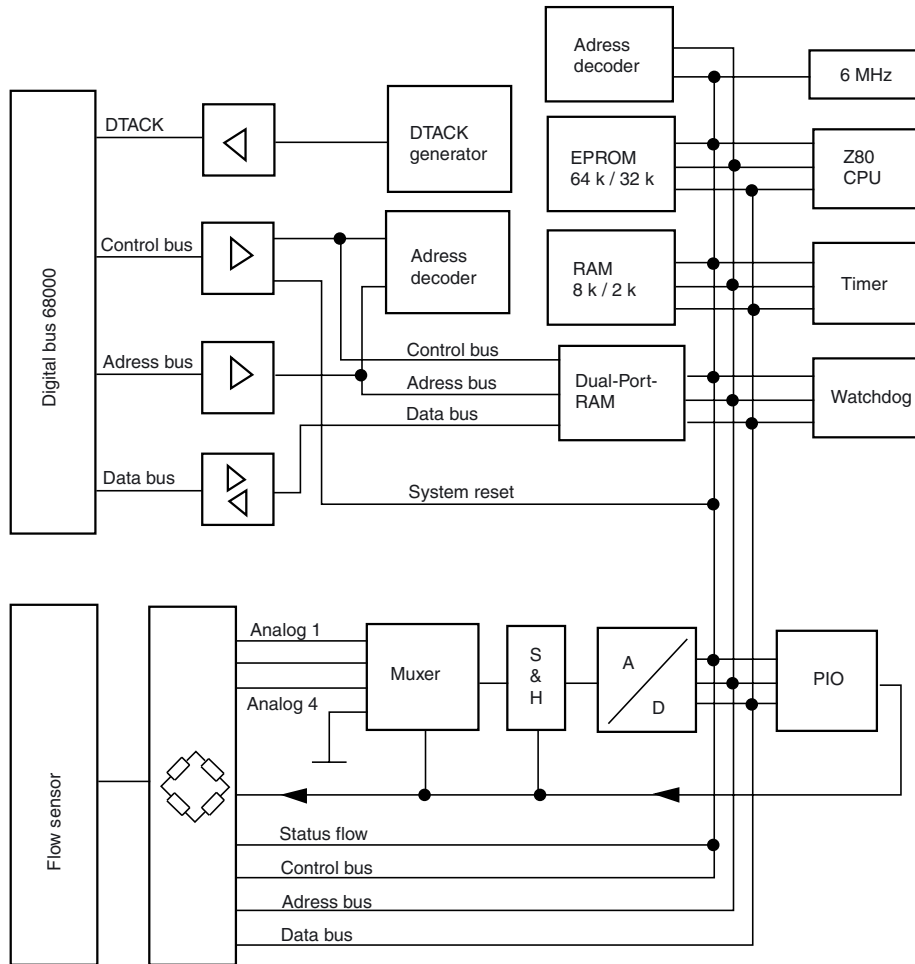 Adress
decoder
6 MHz
DTACK
DTACK
generator
EPROM
64 k / 32 k
Z80
CPU
Digital bus 68000
Control bus
Adress
decoder
RAM
8 k / 2 k
Timer
Adress bus
Control bus
Adress bus
Data bus
Dual-Port-
RAM
Watchdog
Data bus
System reset
Flow sensor
Analog 1
Analog 4
Muxer
S
&
H
A
D
PIO
Status flow
Control bus
Adress bus
Data bus